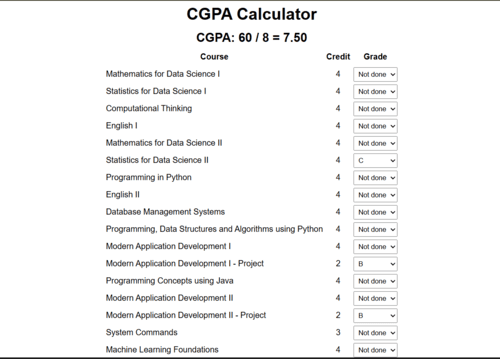 CGPA Calculator
CGPA: 60 / 8 = 7.50
Course Credit Grade
Mathematics for Data Science I 4 Not done
Statistics for Data Science I 4 Not done
Computational Thinking 4 Not done
English I 4 Not done
Mathematics for Data Science II 4 Not done
Statistics for Data Science II 4 C
Programming in Python 4 Not done
English II 4 Not done
Database Management Systems 4 Not done
Programming, Data Structures and Algorithms using Python 4 Not done
Modern Application Development I 4 Not done
Modern Application Development I - Project 2 B
Programming Concepts using Java 4 Not done
Modern Application Development II 4 Not done
Modern Application Development II - Project 2 B
System Commands 3 Not done
Machine Learning Foundations 4 Not done